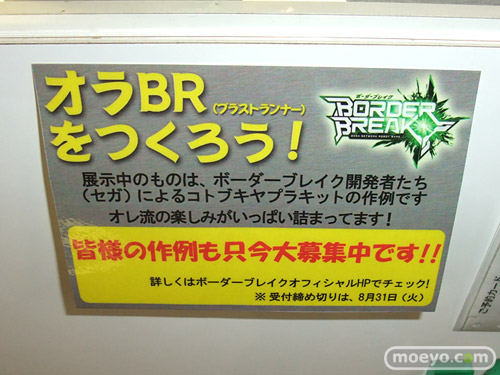 オラBR(ブラストランナー)
をつくろう!
ボーダーブレイク
BORDER
BREAK
展示中のものは、ボーダーブレイク開発者たち
(セガ)によるコトブキヤプラキットの作例です
オレ流の楽しみがいっぱい詰まってます!
皆様の作例も只今大募集中です!!
詳しくはボーダーブレイクオフィシャルHPでチェック!
※ 受付締め切りは、8月31日(火)
ご予約カード
moeyo.com